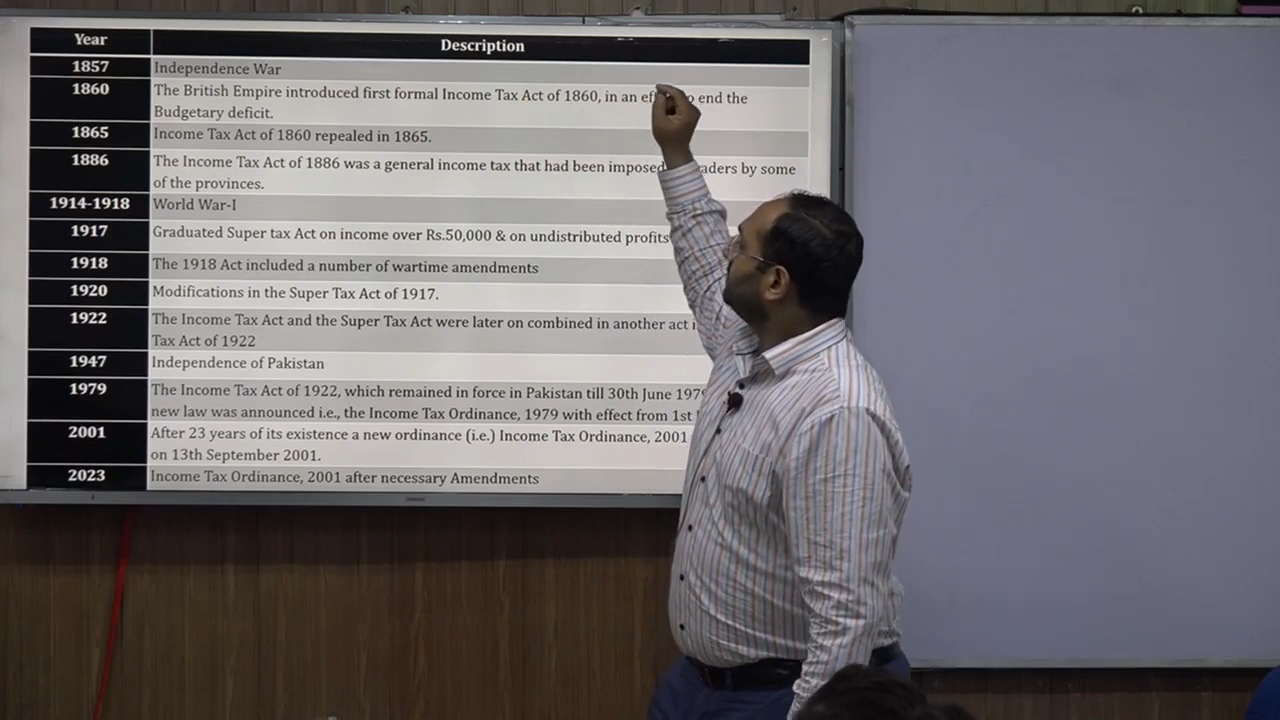 Year Description
1857 Independence War
1860 The British Empire introduced first formal Income Tax Act of 1860, in an end the
Budgetary deficit.
1865 Income Tax Act of 1860 repealed in 1865.
1886 The Income Tax Act of 1886 was a general income tax that had been imposed by some
of the provinces.
1914-1918 World War-I
1917 Graduated Super tax Act on income over Rs.50,000 & on undistributed profits
1918 The 1918 Act included a number of wartime amendments
1920 Modifications in the Super Tax Act of 1917.
1922 The Income Tax Act and the Super Tax Act were later on combined in another act
Tax Act of 1922
1947 Independence of Pakistan
1979 The Income Tax Act of 1922, which remained in force in Pakistan till 30th June
new law was announced i.e., the Income Tax Ordinance, 1979 with effect from 1st
2001 After 23 years of its existence a new ordinance (i.e.) Income Tax Ordinance, 2001
on 13th September 2001.
2023 Income Tax Ordinance, 2001 after necessary Amendments